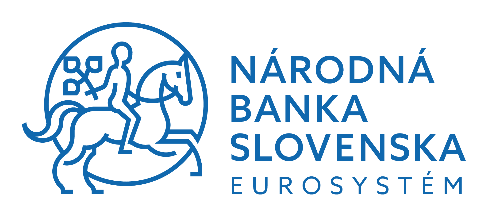 NÁRODNÁ
BANKA
SLOVENSKA
EUROSYSTÉM